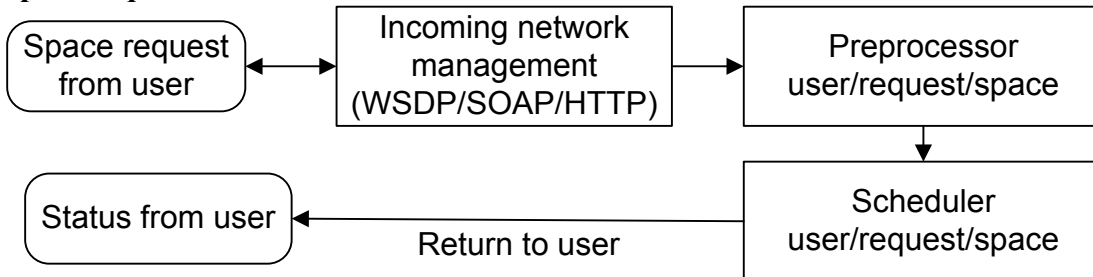 Space request
from user
Incoming network
management
(WSDP/SOAP/HTTP)
Preprocessor
user/request/space
Status from user
Return to user
Scheduler
user/request/space